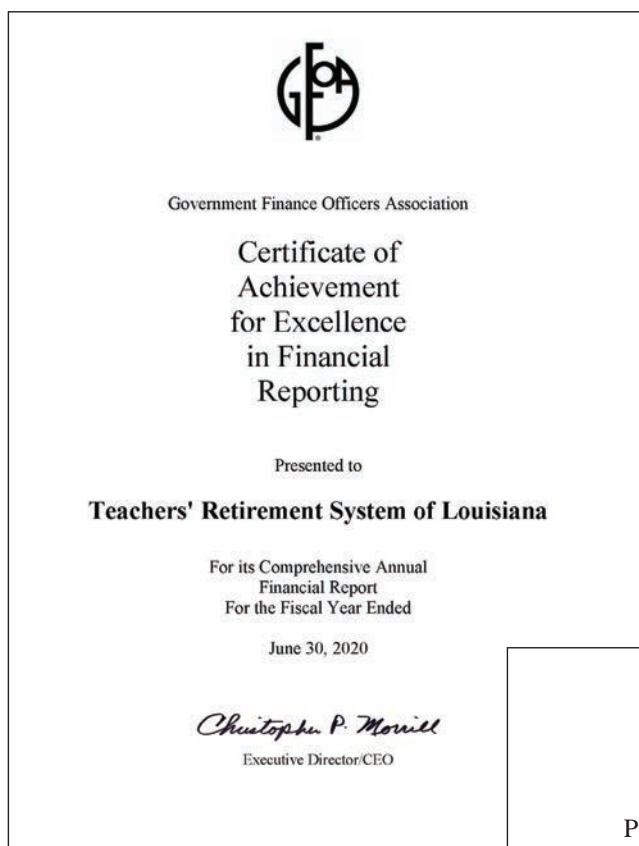 GFOA
Government Finance Officers Association
Certificate of
Achievement
for Excellence
in Financial
Reporting
Presented to
Teachers' Retirement System of Louisiana
For its Comprehensive Annual
Financial Report
For the Fiscal Year Ended
June 30, 2020
Christopher P. Morrill
Executive Director/CEO
P